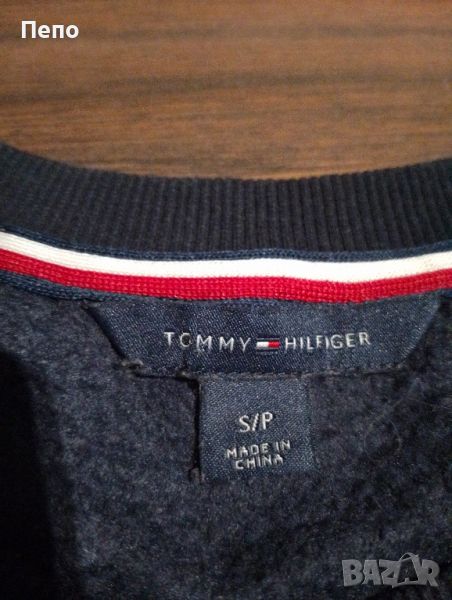 Пепо
TOMMY HILFIGER
S/P
MADE IN
CHINA
BAZAR